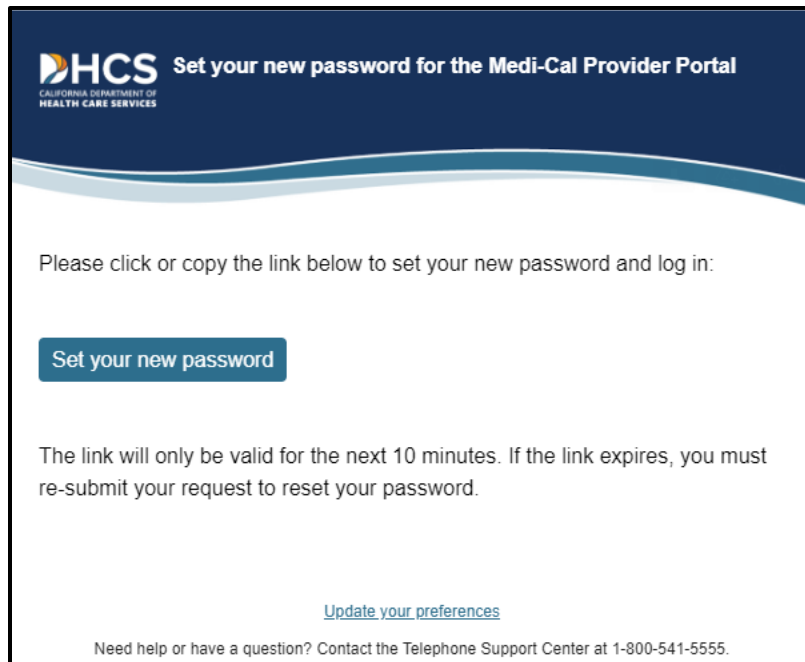 DHCS
CALIFORNIA DEPARTMENT OF
HEALTH CARE SERVICES
Set your new password for the Medi-Cal Provider Portal
Please click or copy the link below to set your new password and log in:
Set your new password
The link will only be valid for the next 10 minutes. If the link expires, you must
re-submit your request to reset your password.
Update your preferences
Need help or have a question? Contact the Telephone Support Center at 1-800-541-5555.